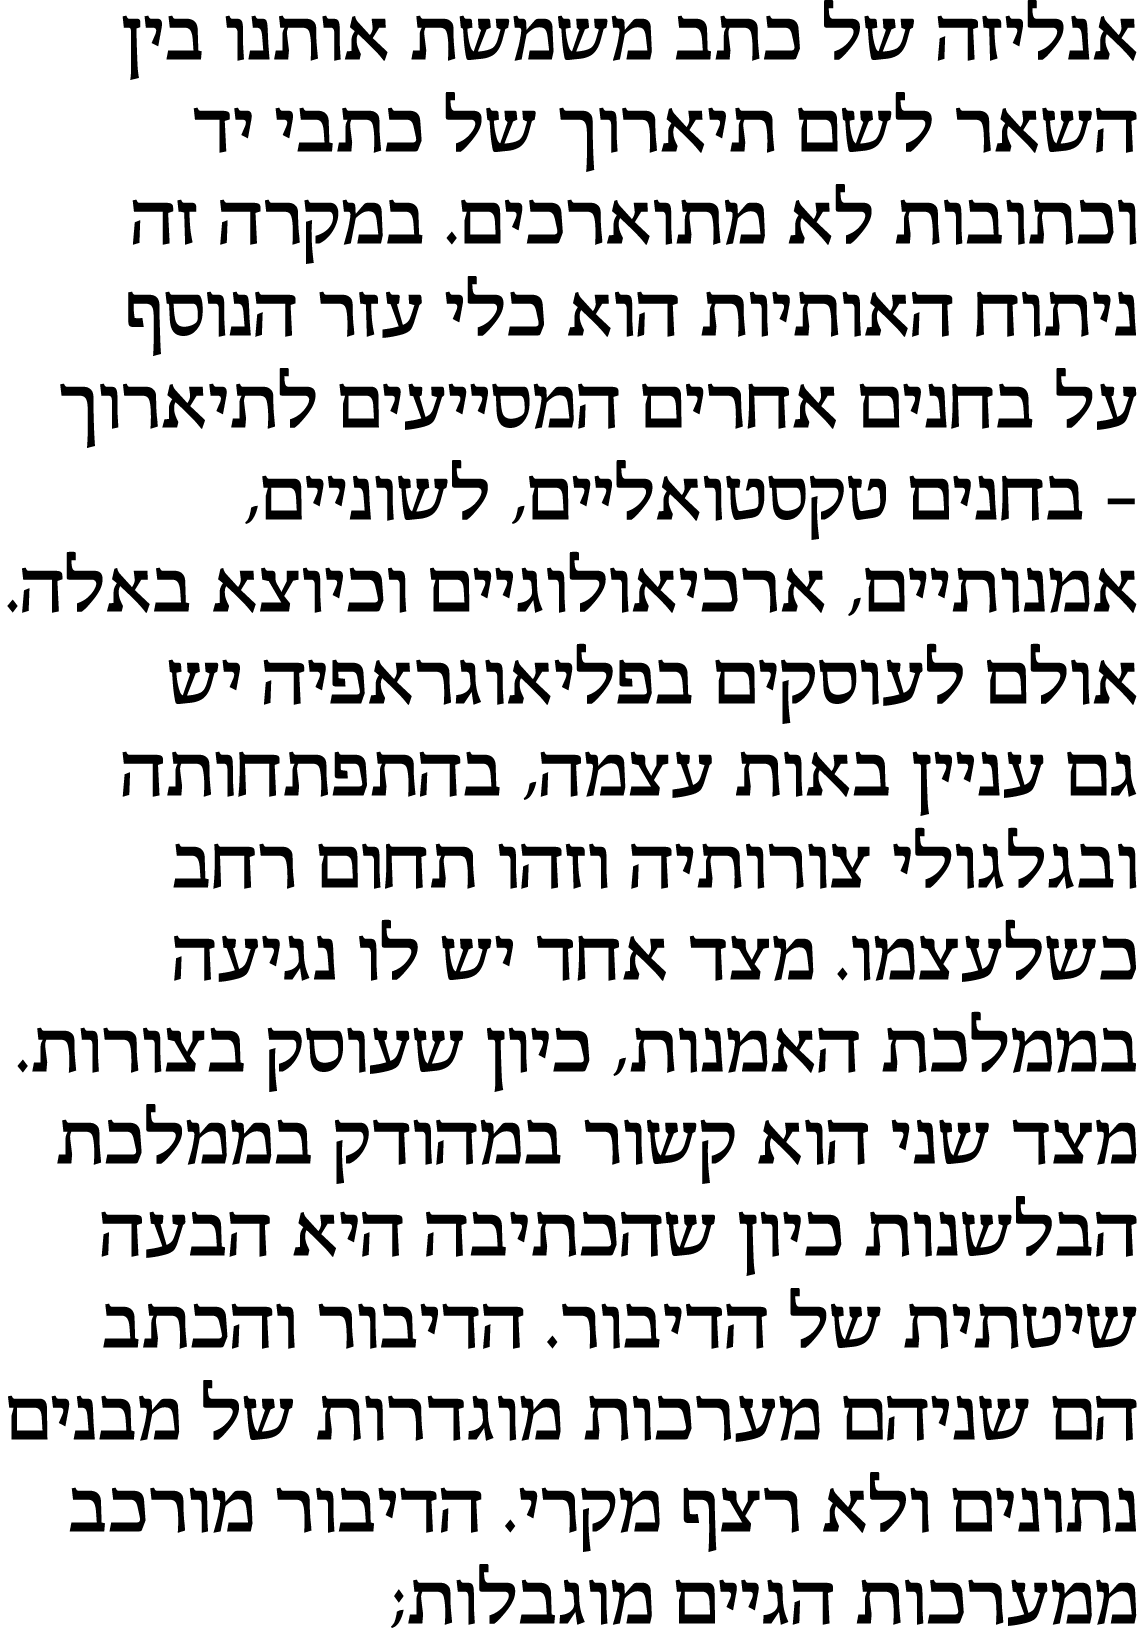 אנליזה של כתב משמשת אותנו בין
השאר לשם תיארוך של כתבי יד
וכתובות לא מתוארכים. במקרה זה
ניתוח האותיות הוא כלי עזר הנוסף
על בחנים אחרים המסייעים לתיארוך
– בחנים טקסטואליים, לשוניים,
אמנותיים, ארכיאולוגיים וכיוצא באלה.
אולם לעוסקים בפליאוגראפיה יש
גם עניין באות עצמה, בהתפתחותה
ובגלגולי צורותיה וזהו תחום רחב
כשלעצמו. מצד אחד יש לו נגיעה
בממלכת האמנות, כיון שעוסק בצורות.
מצד שני הוא קשור במהודק בממלכת
הבלשנות כיון שהכתיבה היא הבעה
שיטתית של הדיבור. הדיבור והכתב
הם שניהם מערכות מוגדרות של מבנים
נתונים ולא רצף מקרי. הדיבור מורכב
ממערכות הגיים מוגבלות;